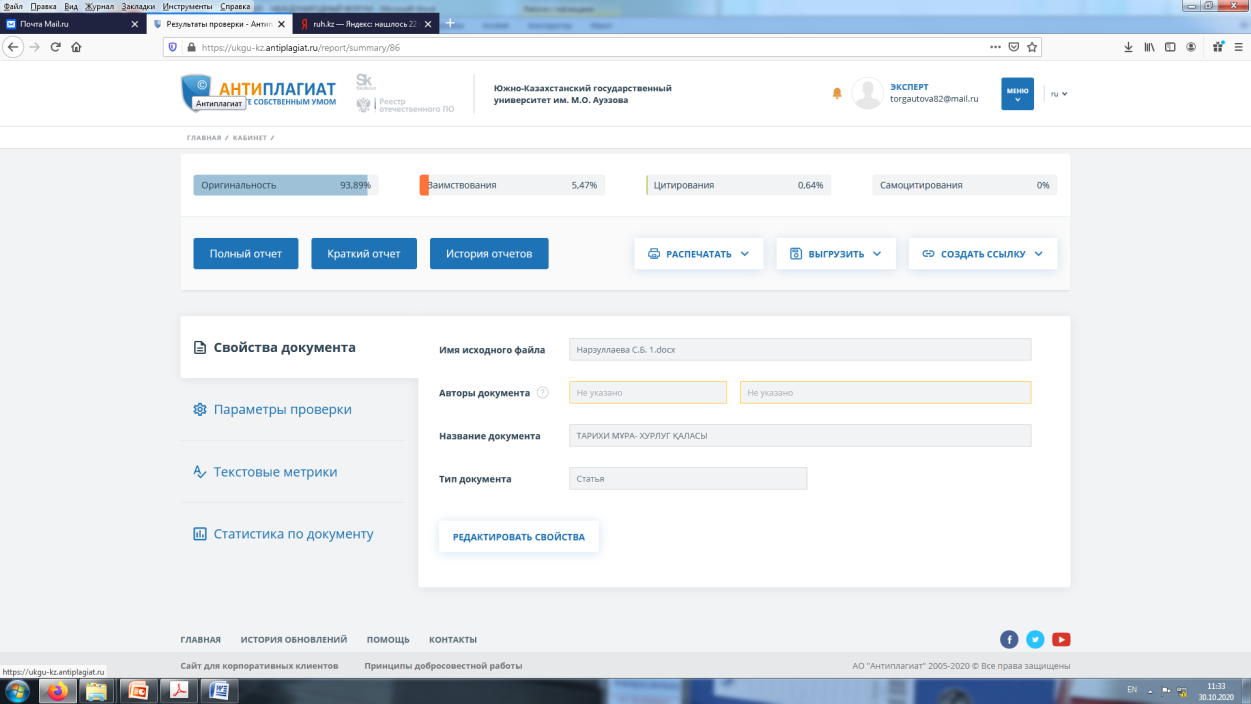 Файл Правка Вид Журнал Закладки Инструменты Справка
Почта Mail.ru
Результаты проверки - Антип
ruh.kz — Яндекс: нашлось 22
https://ukgu-kz.antiplagiat.ru/report/summary/86
АНТИПЛАГИАТ
Е СОБСТВЕННЫМ УМОМ
Антиплагиат
Sk
Реестр
отечественного ПО
Южно-Казахстанский государственный
университет им. М.О. Ауэзова
ЭКСПЕРТ
torgautova82@mail.ru
МЕНЮ
ru
ГЛАВНАЯ / КАБИНЕТ /
Оригинальность 93,89%
Заимствования 5,47%
Цитирования 0,64%
Самоцитирования 0%
Полный отчет
Краткий отчет
История отчетов
РАСПЕЧАТАТЬ
ВЫГРУЗИТЬ
СОЗДАТЬ ССЫЛКУ
Свойства документа
Параметры проверки
Текстовые метрики
Статистика по документу
Имя исходного файла Нарзуллаева С.Б. 1.docx
Авторы документа ? Не указано Не указано
Название документа ТАРИХИ МҰРА- ХУРЛУГ ҚАЛАСЫ
Тип документа Статья
РЕДАКТИРОВАТЬ СВОЙСТВА
ГЛАВНАЯ ИСТОРИЯ ОБНОВЛЕНИЙ ПОМОЩЬ КОНТАКТЫ
Сайт для корпоративных клиентов Принципы добросовестной работы
АО "Антиплагиат" 2005-2020 © Все права защищены
https://ukgu-kz.antiplagiat.ru
EN
11:33
30.10.2020